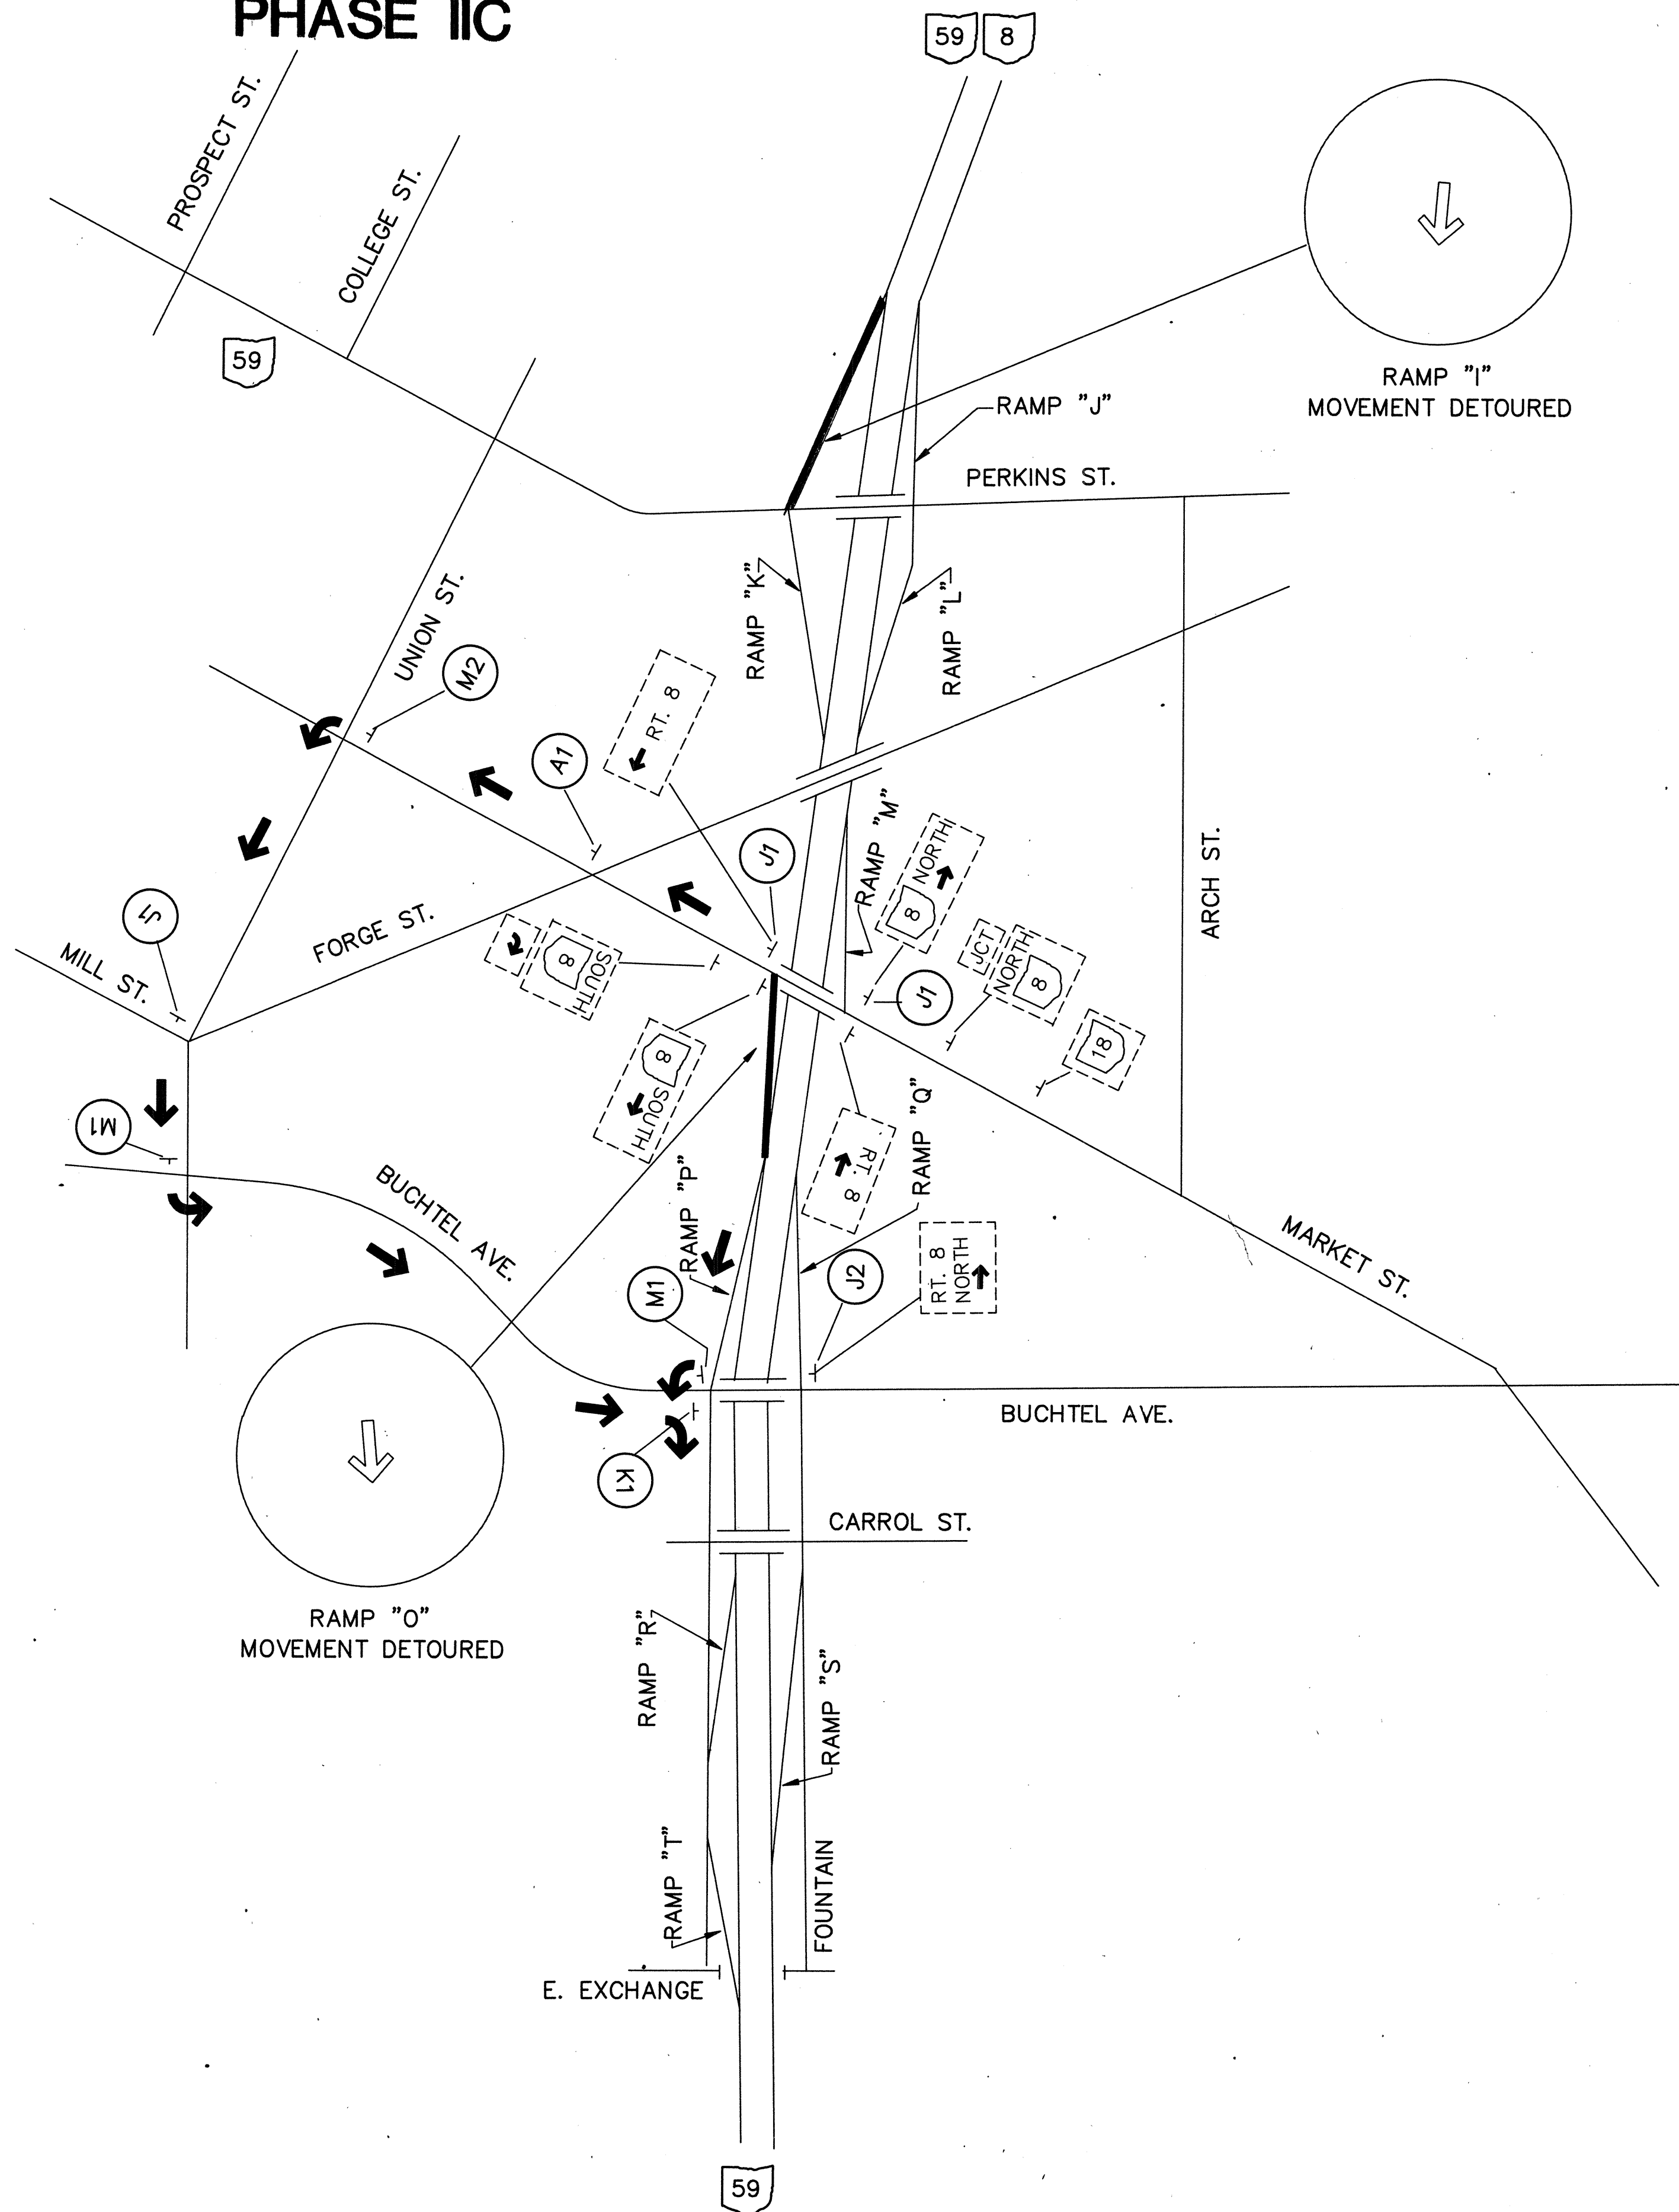 PHASE IIC
59
8
PROSPECT ST.
COLLEGE ST.
59
RAMP "I"
MOVEMENT DETOURED
RAMP "J"
PERKINS ST.
UNION ST.
M2
RAMP "K"
RAMP "L"
A1
RT. 8
J1
RAMP "M"
8
NORTH
ARCH ST.
J1
MILL ST.
FORGE ST.
8
SOUTH
J1
JCT
NORTH
8
18
8
SOUTH
M1
BUCHTEL AVE.
RAMP "P"
RT. 8
RAMP "Q"
MARKET ST.
M1
J2
RT. 8
NORTH
BUCHTEL AVE.
K1
CARROL ST.
RAMP "O"
MOVEMENT DETOURED
RAMP "R"
RAMP "S"
RAMP "T"
FOUNTAIN
E. EXCHANGE
59